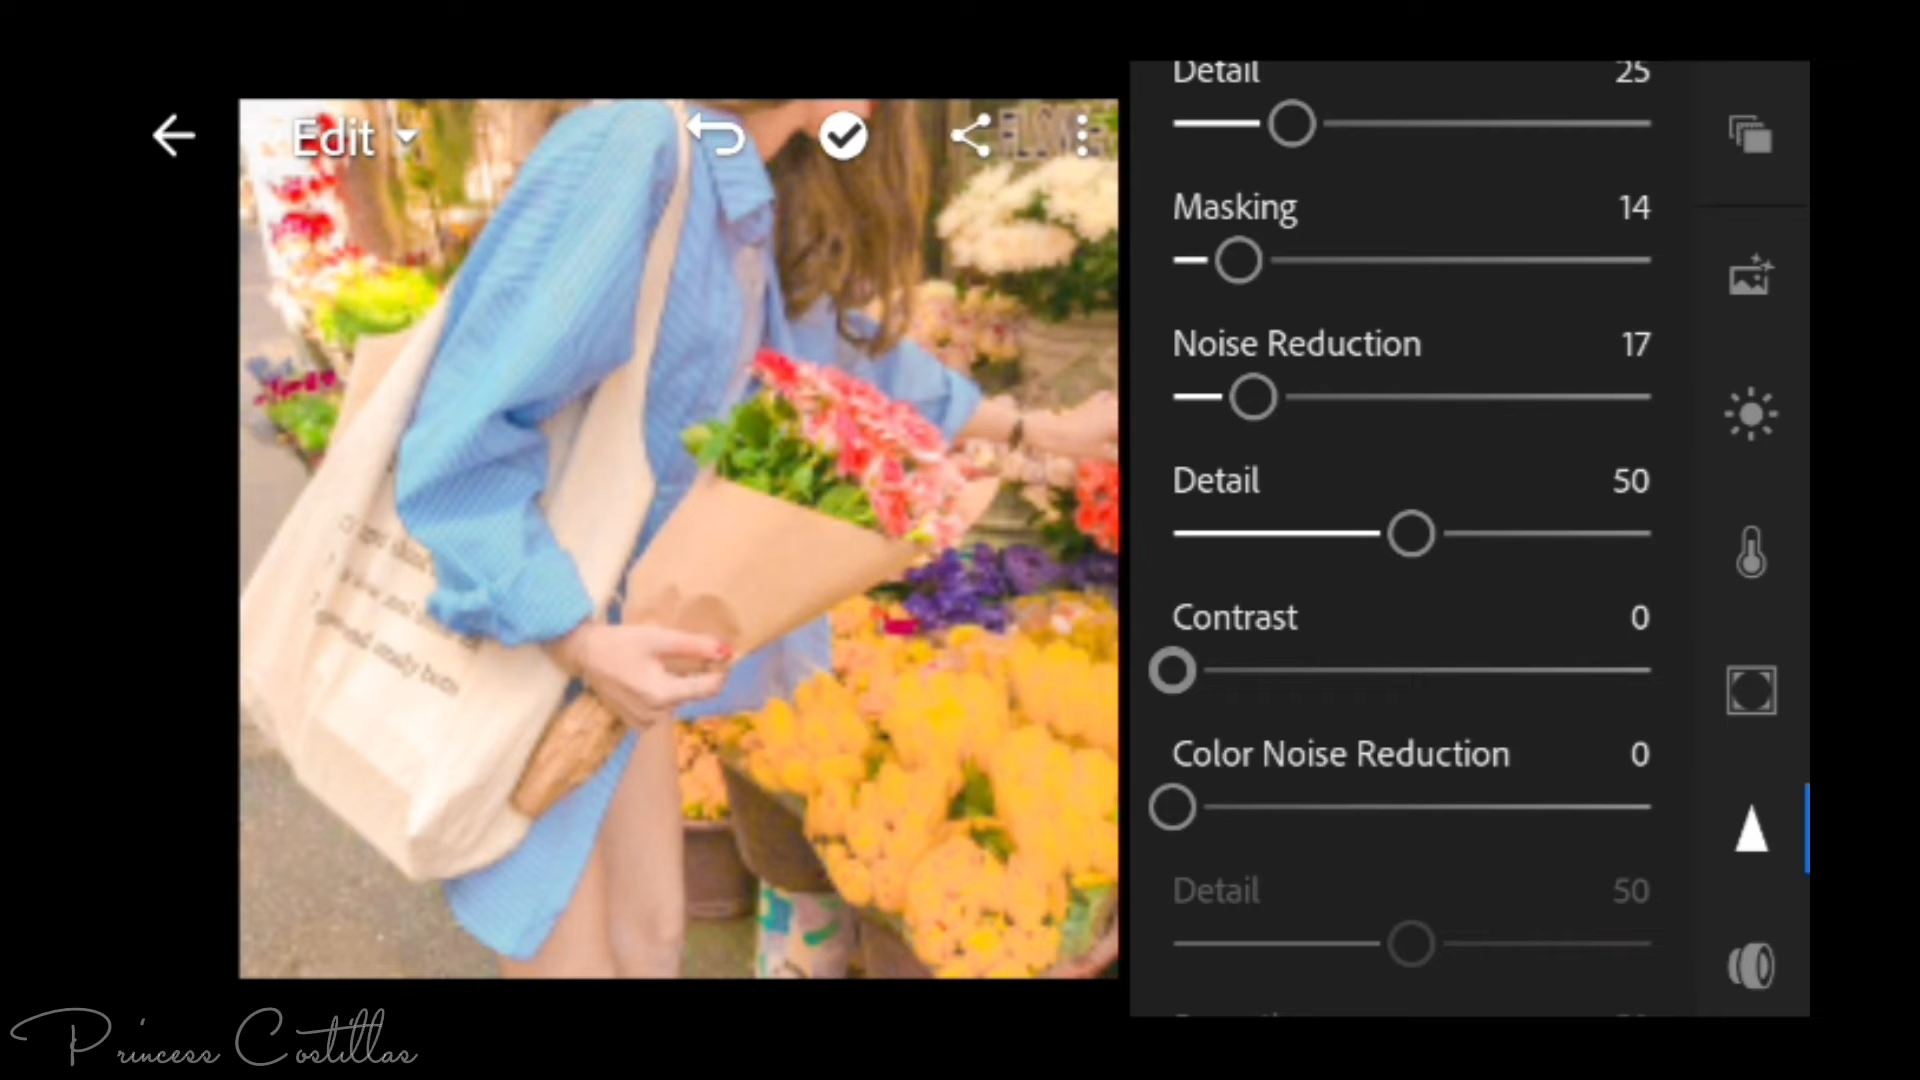 Edit
Detail 25
Masking 14
Noise Reduction 17
Detail 50
Contrast 0
Color Noise Reduction 0
Detail 50
Princess Costillas